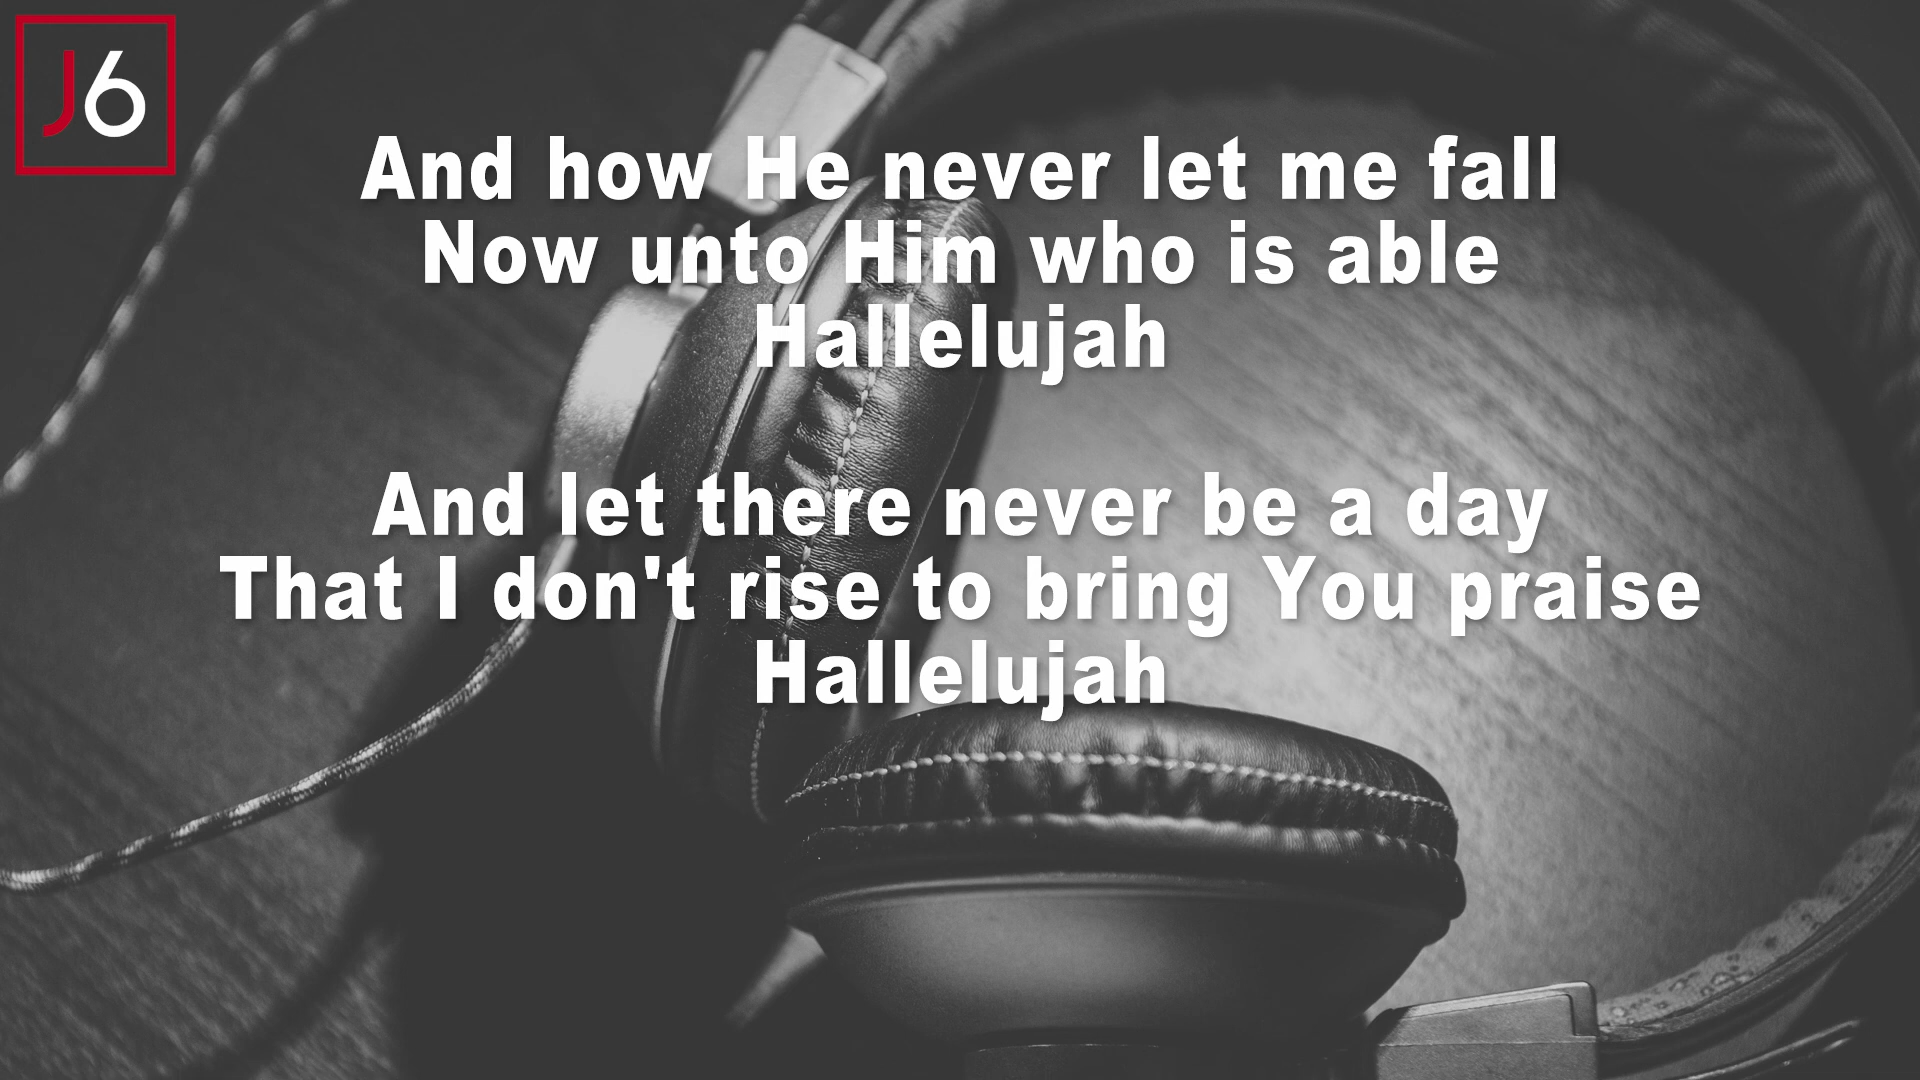 J6
And how He never let me fall
Now unto Him who is able
Hallelujah
And let there never be a day
That I don't rise to bring You praise
Hallelujah